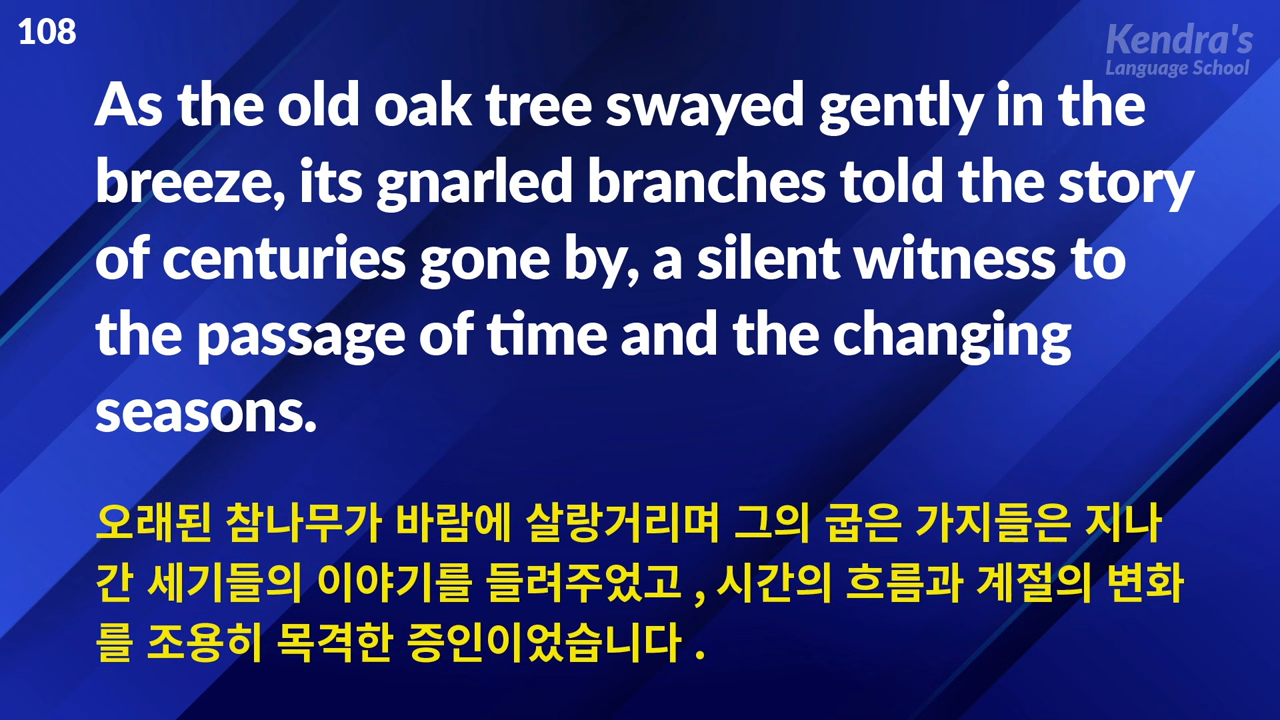 108
Kendra's
Language School
As the old oak tree swayed gently in the
breeze, its gnarled branches told the story
of centuries gone by, a silent witness to
the passage of time and the changing
seasons.
오래된 참나무가 바람에 살랑거리며 그의 굽은 가지들은 지나
간 세기들의 이야기를 들려주었고 , 시간의 흐름과 계절의 변화
를 조용히 목격한 증인이었습니다 .